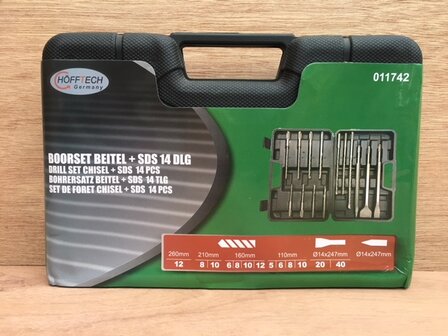 HÖFFTECH
Germany
011742
BOORSET BEITEL + SDS 14 DLG
DRILL SET CHISEL + SDS 14 PCS
BOHRERSATZ BEITEL + SDS 14 TLG
SET DE FORET CHISEL + SDS 14 PCS
260mm 210mm 160mm 110mm Ø14x247mm Ø14x247mm
12 8 10 6 8 10 12 5 6 8 10 20 40